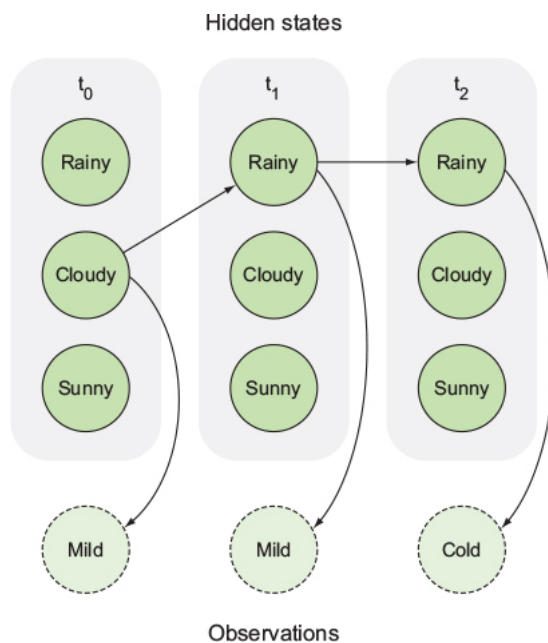 Hidden states
t0 t1 t2
Rainy Rainy Rainy
Cloudy Cloudy Cloudy
Sunny Sunny Sunny
Mild Mild Cold
Observations